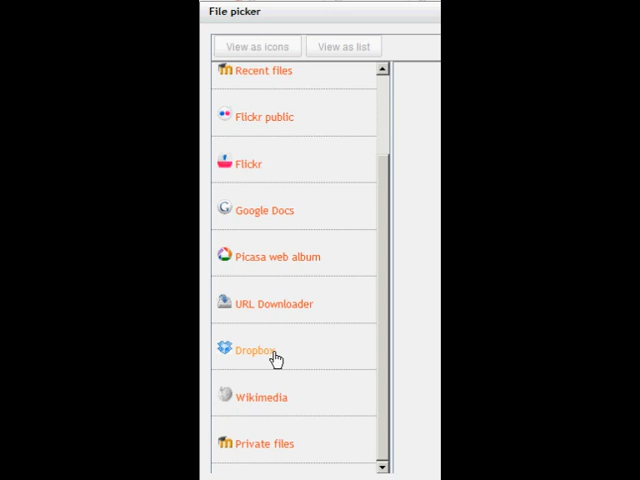 File picker
View as icons View as list
Recent files
Flickr public
Flickr
Google Docs
Picasa web album
URL Downloader
Dropbox
Wikimedia
Private files